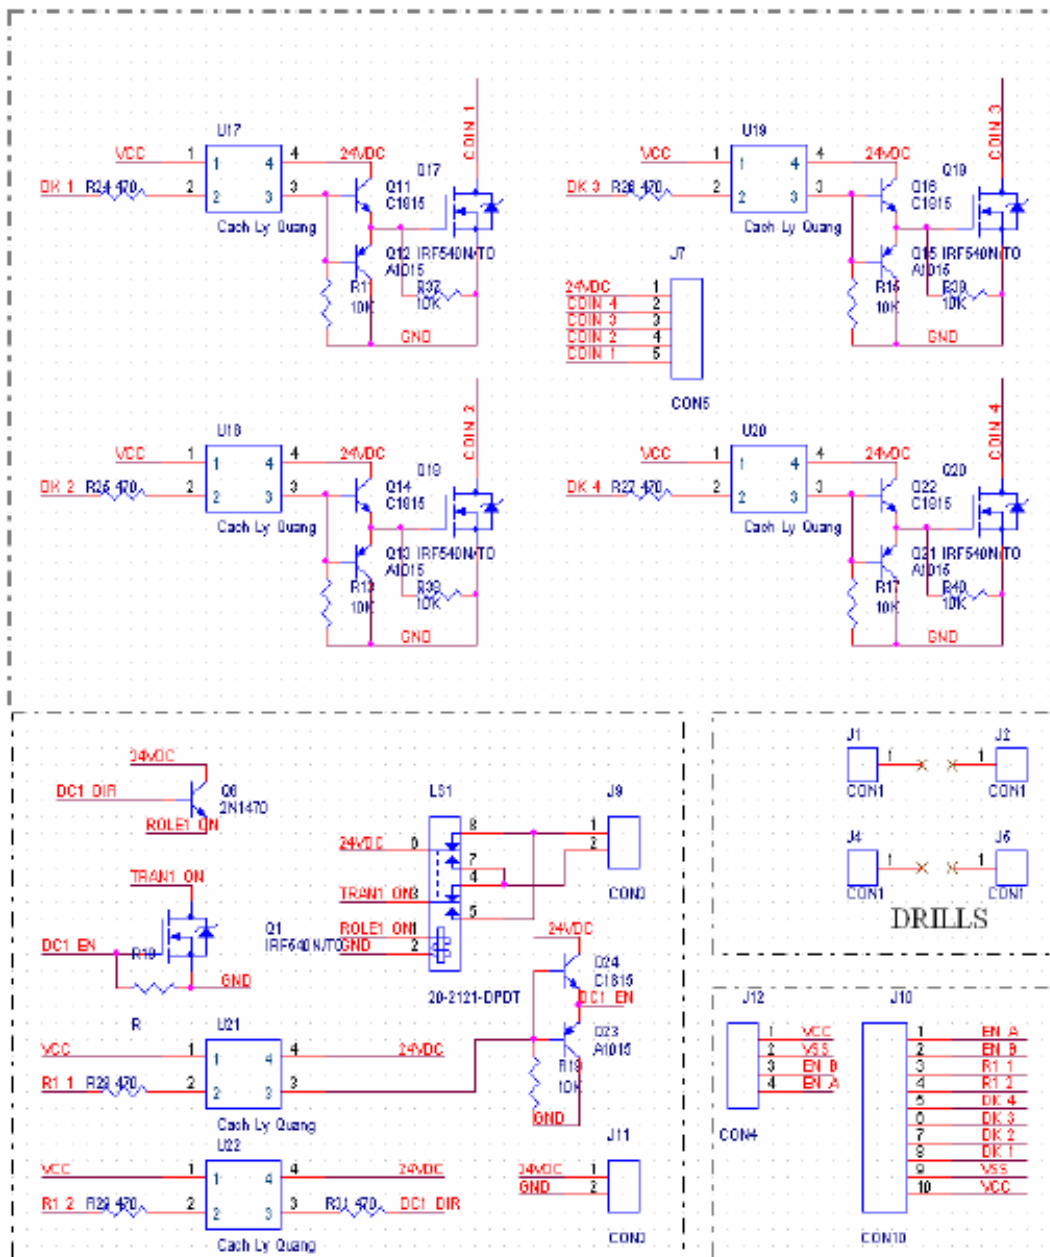 U17
VCC 1 1 4 4 24VDC
DK 1 R24 470 2 2 3 3
Cach Ly Quang
Q11
C1815
Q17
COIN 1
Q12 IRF540N/TO
A1015
R11
10K
R37
10K
GND
U19
VCC 1 1 4 4 24VDC
DK 3 R26 470 2 2 3 3
Cach Ly Quang
Q16
C1815
Q19
COIN 3
Q15 IRF540N/TO
A1015
R15
10K
R39
10K
GND
J7
24VDC 1
COIN 4 2
COIN 3 3
COIN 2 4
COIN 1 5
CON5
U18
VCC 1 1 4 4 24VDC
DK 2 R25 470 2 2 3 3
Cach Ly Quang
Q14
C1815
COIN 2
Q13 IRF540N/TO
A1015
R13
10K
10K
GND
U20
VCC 1 1 4 4 24VDC
DK 4 R27 470 2 2 3 3
Cach Ly Quang
Q22
C1815
Q20
COIN 4
Q21 IRF540N/TO
A1015
R17
10K
R40
10K
GND
24VDC
DC1 DIR
Q6
2N1470
ROLE1 ON
TRAN1 ON
DC1 EN
Q1
GND
R
LS1
24VDC
8
7
4
TRAN1 ON 3
5
ROLE1 ON 1
GND 2
20-2121-DPDT
J9
1
2
24VDC
Q24
C1815
DC1 EN
Q23
A1015
10K
GND
U21
VCC 1 1 4 4 24VDC
R1 1 R28 470 2 2 3 3
Cach Ly Quang
U22
VCC 1 1 4 4 24VDC
R1 2 R29 470 2 2 3 3 R31 470 DC1 DIR
Cach Ly Quang
J11
24VDC 1
GND 2
J1
1
CON1
J2
1
CON1
J4
1
CON1
1
CON1
DRILLS
J12
1 VCC
2 VSS
3 EN B
4 EN A
CON4
J10
1 EN A
2 EN B
3 R1 1
4 R1 2
5 DK 4
6 DK 3
7 DK 2
8 DK 1
9 VSS
10 VCC
CON10